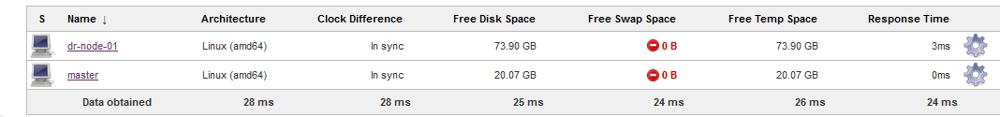 S Name ↓ Architecture Clock Difference Free Disk Space Free Swap Space Free Temp Space Response Time
dr-node-01 Linux (amd64) In sync 73.90 GB 0 B 73.90 GB 3ms
master Linux (amd64) In sync 20.07 GB 0 B 20.07 GB 0ms
Data obtained 28 ms 28 ms 25 ms 24 ms 26 ms 24 ms